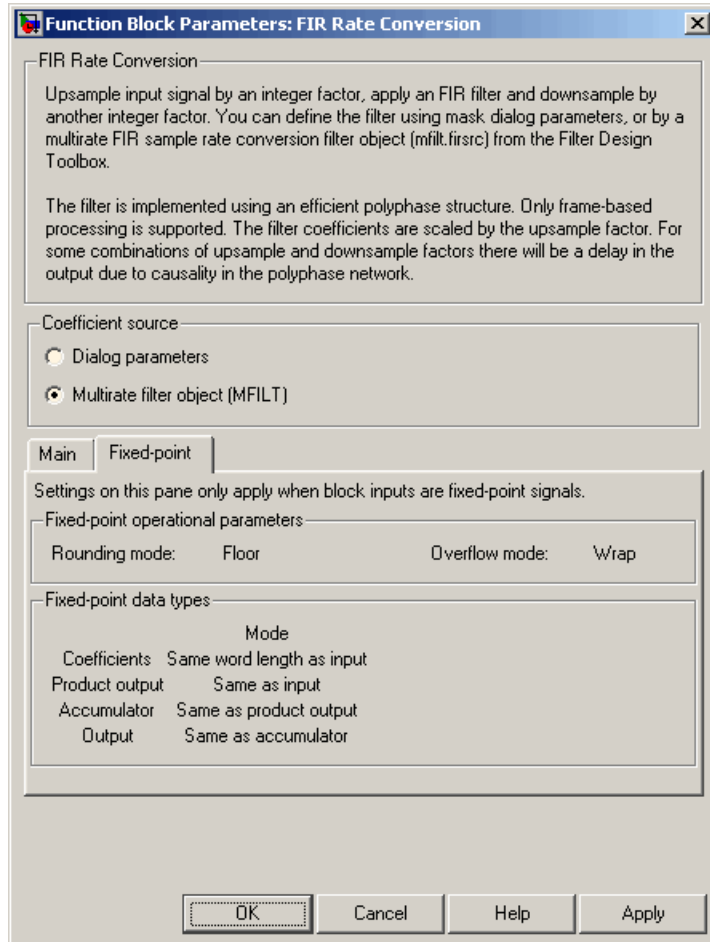 Function Block Parameters: FIR Rate Conversion
FIR Rate Conversion
Upsample input signal by an integer factor, apply an FIR filter and downsample by
another integer factor. You can define the filter using mask dialog parameters, or by a
multirate FIR sample rate conversion filter object (mfilt.firsrc) from the Filter Design
Toolbox.
The filter is implemented using an efficient polyphase structure. Only frame-based
processing is supported. The filter coefficients are scaled by the upsample factor. For
some combinations of upsample and downsample factors there will be a delay in the
output due to causality in the polyphase network.
Coefficient source
Dialog parameters
Multirate filter object (MFILT)
Main Fixed-point
Settings on this pane only apply when block inputs are fixed-point signals.
Fixed-point operational parameters
Rounding mode: Floor Overflow mode: Wrap
Fixed-point data types
Mode
Coefficients Same word length as input
Product output Same as input
Accumulator Same as product output
Output Same as accumulator
OK Cancel Help Apply